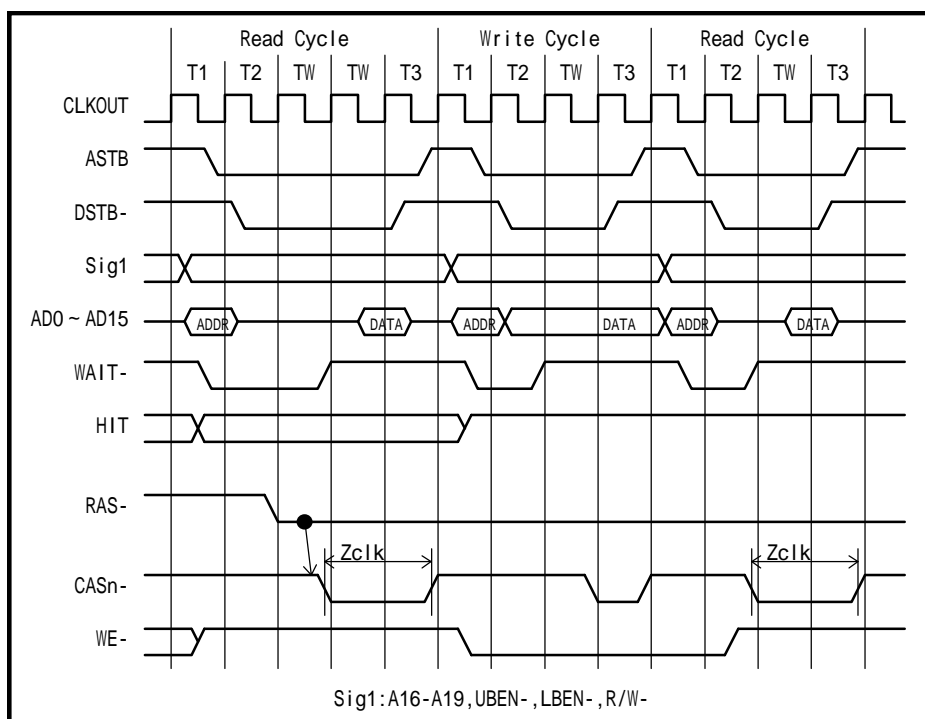 Read Cycle Write Cycle Read Cycle
T1 T2 TW TW T3 T1 T2 TW T3 T1 T2 TW T3
CLKOUT
ASTB
DSTB-
Sig1
AD0 ~ AD15 ADDR DATA ADDR DATA ADDR DATA
WAIT-
HIT
RAS-
Zclk Zclk
CASn-
WE-
Sig1:A16-A19,UBEN-,LBEN-,R/W-